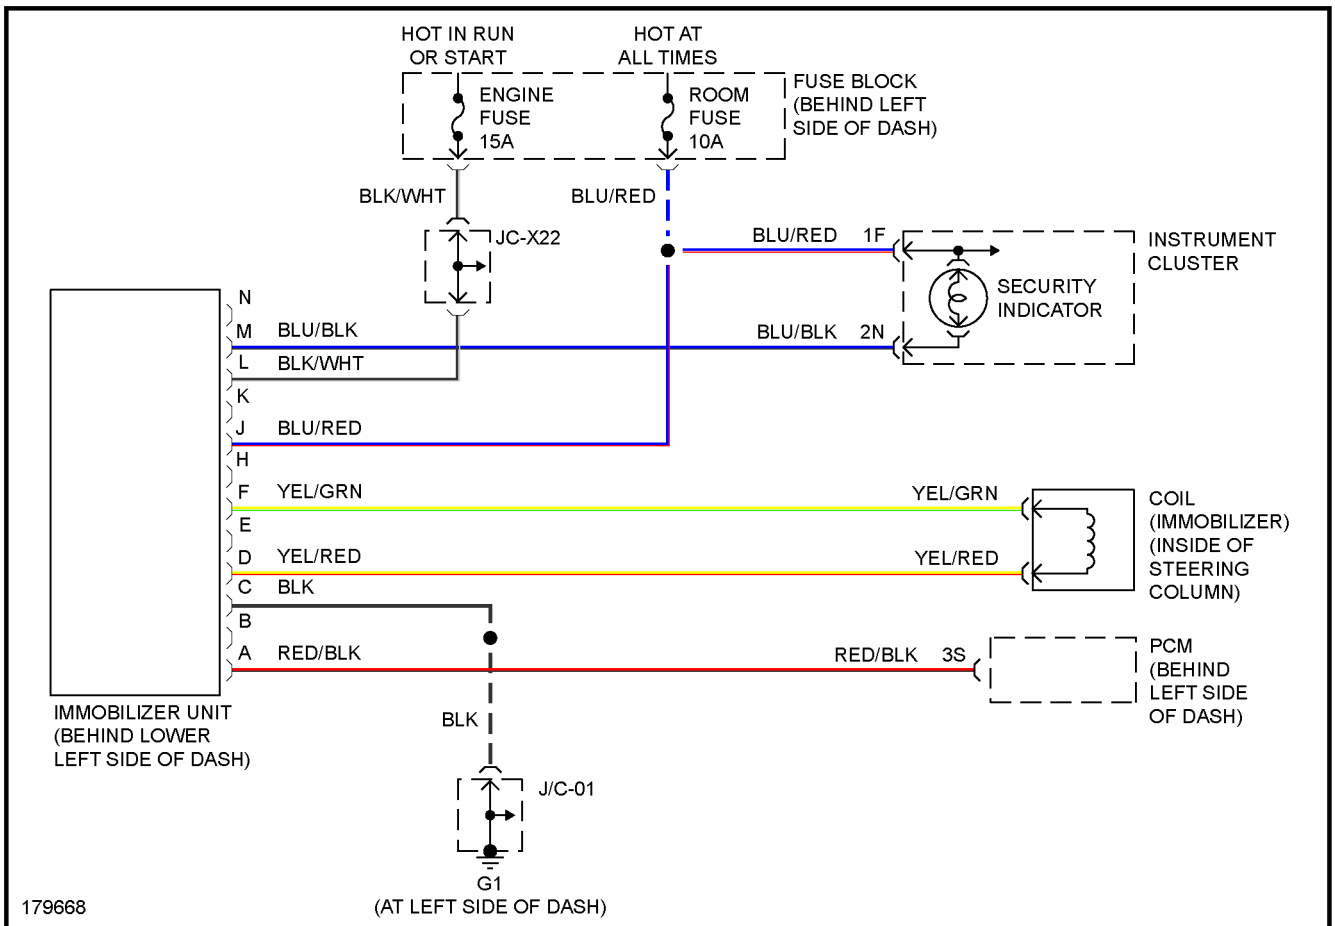 HOT IN RUN
OR START
HOT AT
ALL TIMES
ENGINE
FUSE
15A
ROOM
FUSE
10A
FUSE BLOCK
(BEHIND LEFT
SIDE OF DASH)
BLK/WHT
BLU/RED
JC-X22
BLU/RED 1F
INSTRUMENT
CLUSTER
SECURITY
INDICATOR
N
M BLU/BLK
BLU/BLK 2N
L BLK/WHT
K
J BLU/RED
H
F YEL/GRN
YEL/GRN
E
D YEL/RED
YEL/RED
COIL
(IMMOBILIZER)
(INSIDE OF
STEERING
COLUMN)
C BLK
B
A RED/BLK
RED/BLK 3S
PCM
(BEHIND
LEFT SIDE
OF DASH)
IMMOBILIZER UNIT
(BEHIND LOWER
LEFT SIDE OF DASH)
BLK
J/C-01
G1
(AT LEFT SIDE OF DASH)
179668